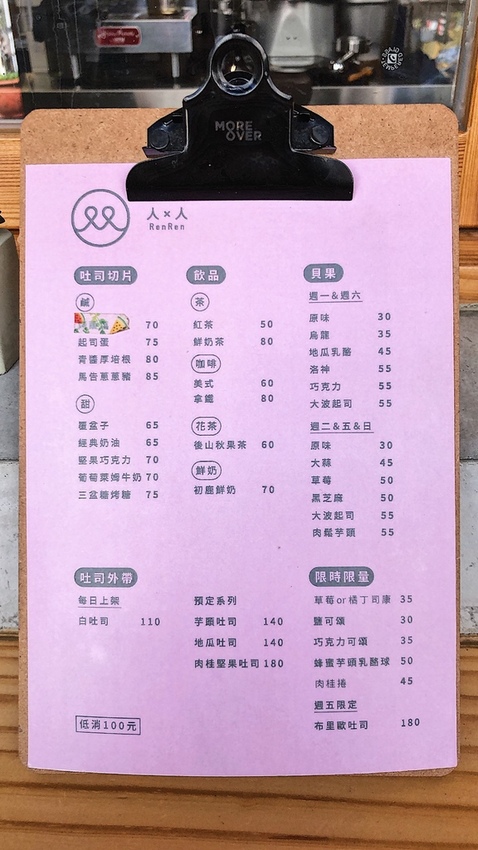 MORE
OVER
人×人
RenRen
吐司切片
鹹
70
起司蛋 75
青醬厚培根 80
馬告蔥蔥豬 85
甜
覆盆子 65
經典奶油 65
堅果巧克力 70
葡萄萊姆牛奶 70
三盆糖烤糖 75
飲品
茶
紅茶 50
鮮奶茶 80
咖啡
美式 60
拿鐵 80
花茶
後山秋果茶 60
鮮奶
初鹿鮮奶 70
貝果
週一&週六
原味 30
烏龍 35
地瓜乳酪 45
洛神 55
巧克力 55
大波起司 55
週二&五&日
原味 30
大蒜 45
草莓 50
黑芝麻 50
大波起司 55
肉鬆芋頭 55
吐司外帶
每日上架
白吐司 110
預定系列
芋頭吐司 140
地瓜吐司 140
肉桂堅果吐司 180
限時限量
草莓or橘丁司康 35
鹽可頌 30
巧克力可頌 35
蜂蜜芋頭乳酪球 50
肉桂捲 45
週五限定
布里歐吐司 180
低消100元